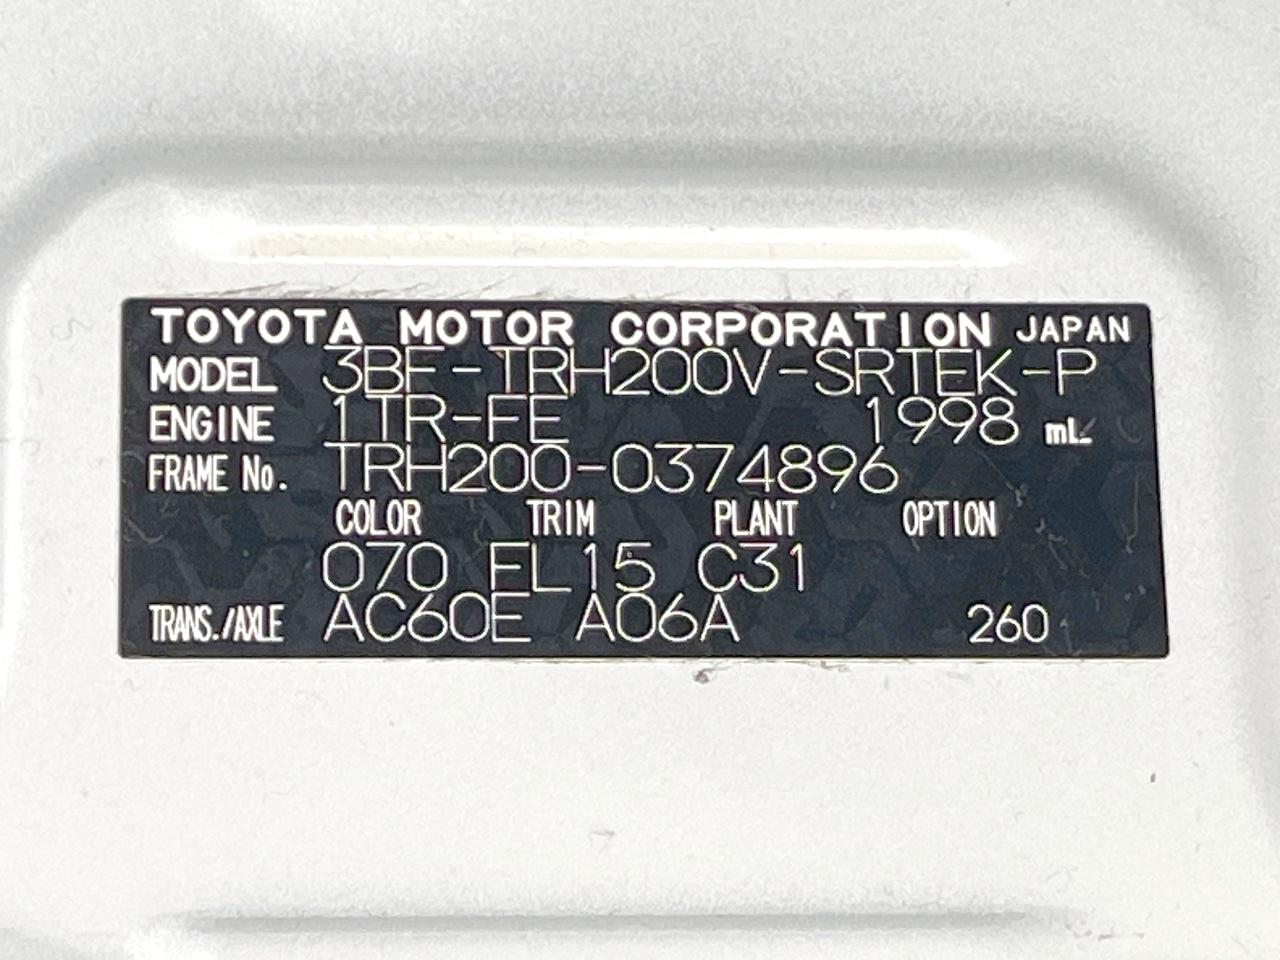 TOYOTA MOTOR CORPORATION JAPAN
MODEL 3BF-TRH200V-SRTEK-P
ENGINE 1TR-FE 1998 mL
FRAME No. TRH200-0374896
COLOR TRIM PLANT OPTION
070 FL15 C31
TRANS./AXLE AC60E A06A 260